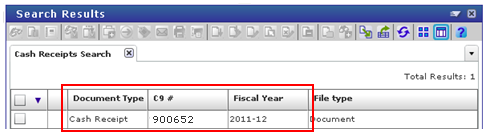 Search Results
Cash Receipts Search
Total Results: 1
Document Type C9 # Fiscal Year File type
Cash Receipt 900652 2011-12 Document